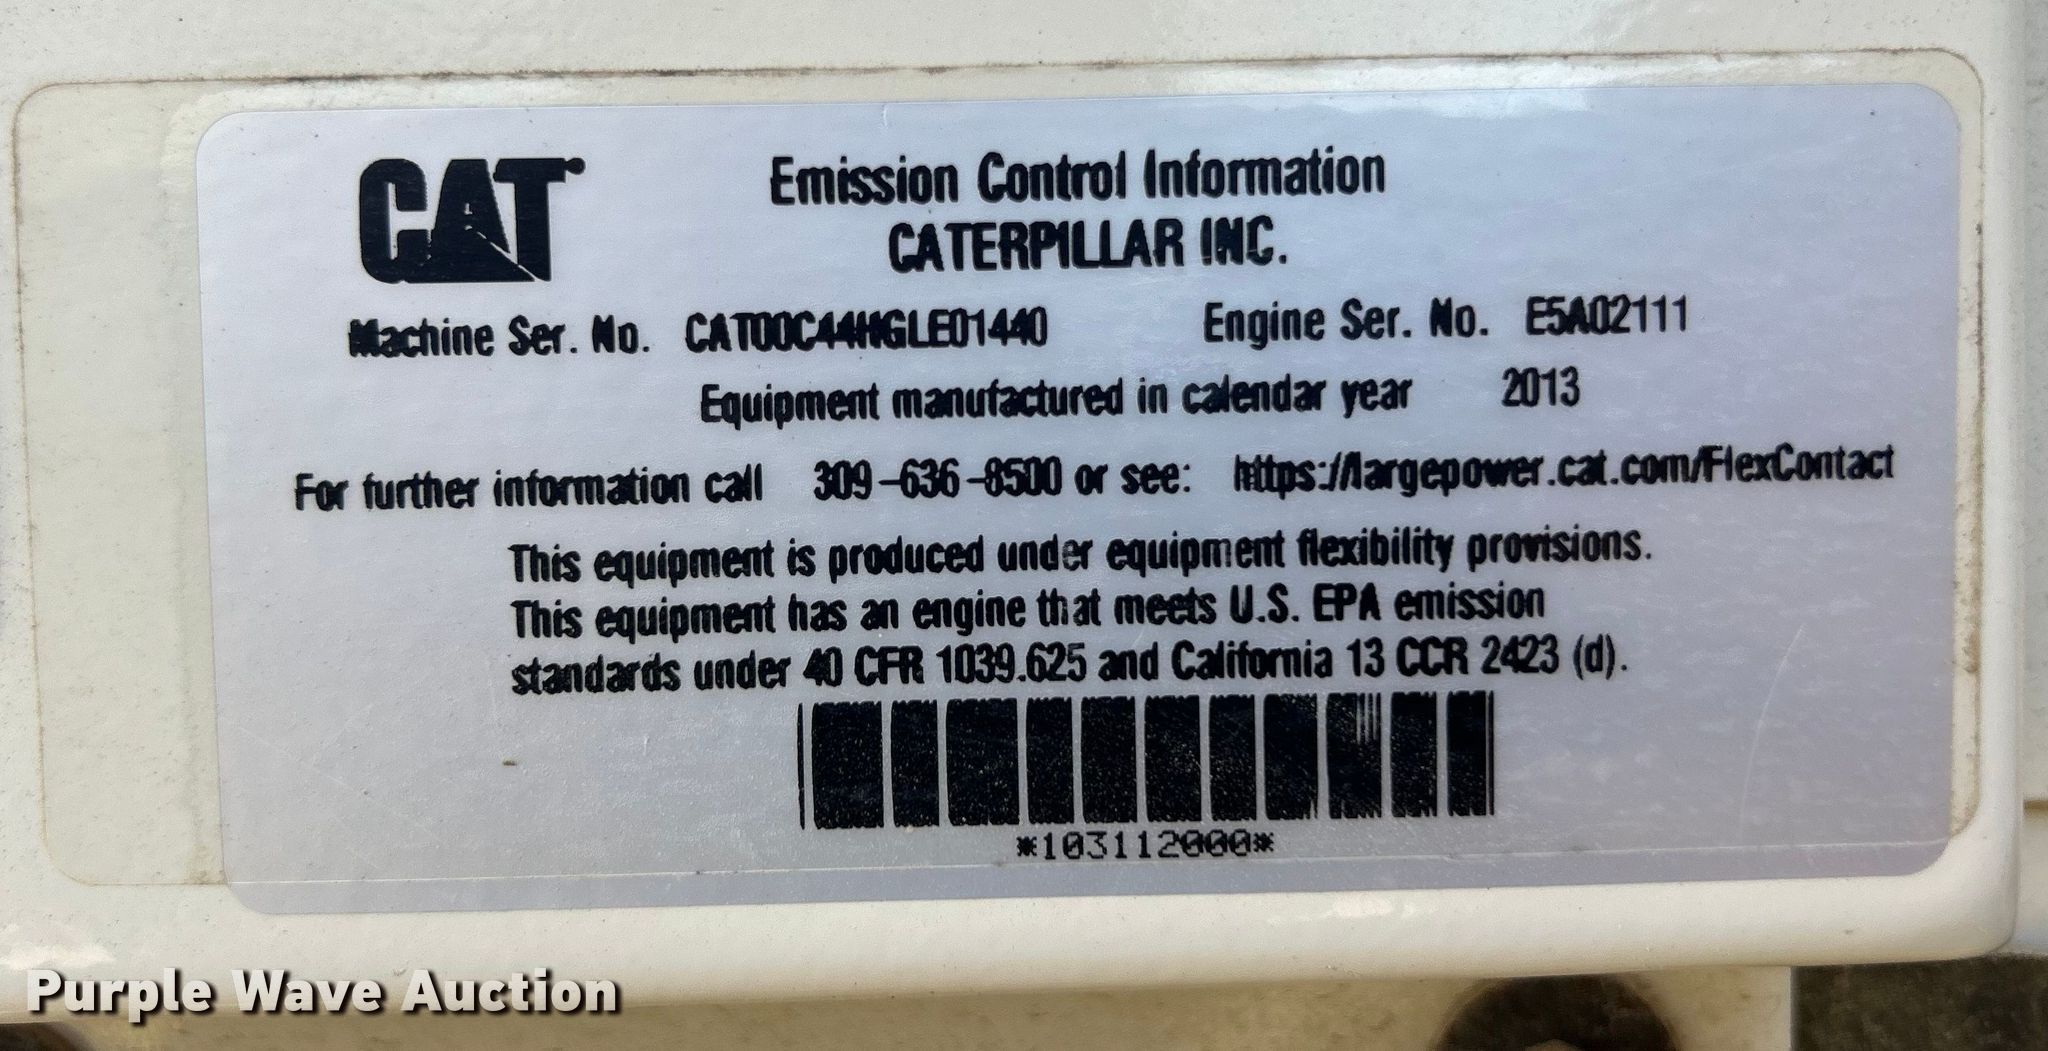 CAT
Emission Control Information
CATERPILLAR INC.
Machine Ser. No. CAT00C44HGLE01440 Engine Ser. No. E5A02111
Equipment manufactured in calendar year 2013
For further information call 309-636-8500 or see: https://largepower.cat.com/FlexContact
This equipment is produced under equipment flexibility provisions.
This equipment has an engine that meets U.S. EPA emission
standards under 40 CFR 1039.625 and California 13 CCR 2423 (d).
*103112000*
Purple Wave Auction